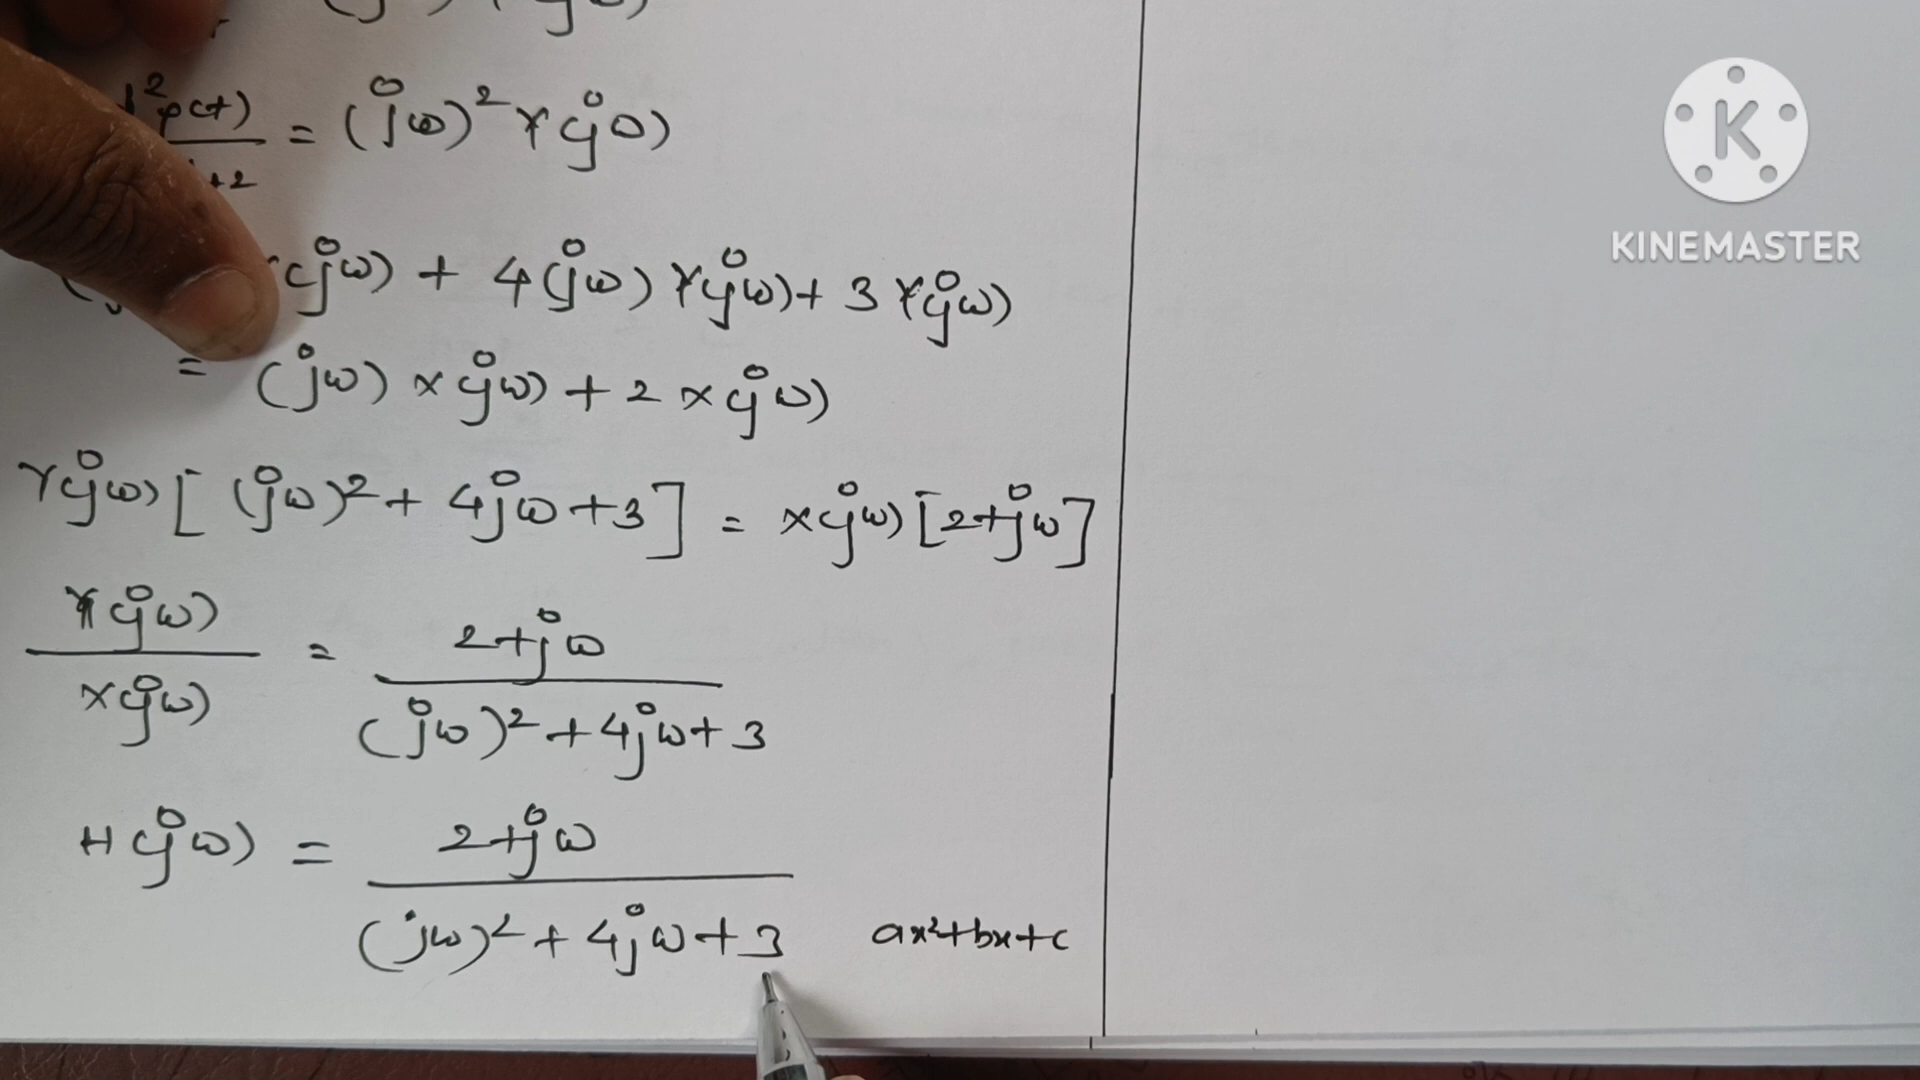 d²y(t)/dt² = (jω)² Y(jω)
Y(jω) + 4(jω) Y(jω) + 3 Y(jω)
= (jω) X(jω) + 2 X(jω)
Y(jω) [ (jω)² + 4jω + 3 ] = X(jω) [2+jω]
Y(jω)/X(jω) = 2+jω/(jω)² + 4jω + 3
H(jω) = 2+jω/(jω)² + 4jω + 3
ax²+bx+c
K
KINEMASTER